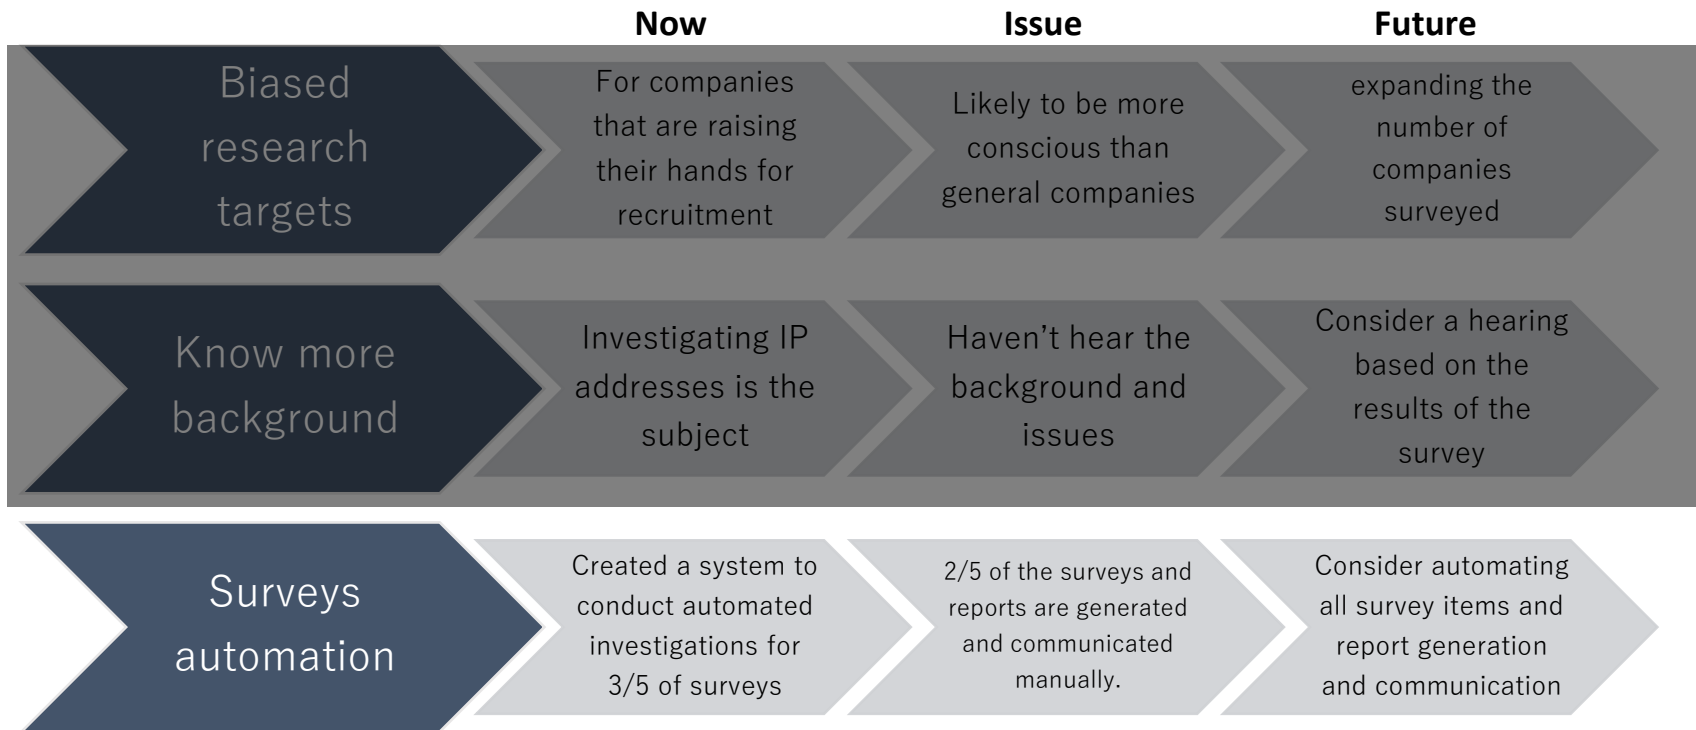 Now Issue Future
Biased
research
targets
For companies
that are raising
their hands for
recruitment
Likely to be more
conscious than
general companies
expanding the
number of
companies
surveyed
Know more
background
Investigating IP
addresses is the
subject
Haven't hear the
background and
issues
Consider a hearing
based on the
results of the
survey
Surveys
automation
Created a system to
conduct automated
investigations for
3/5 of surveys
2/5 of the surveys and
reports are generated
and communicated
manually.
Consider automating
all survey items and
report generation
and communication